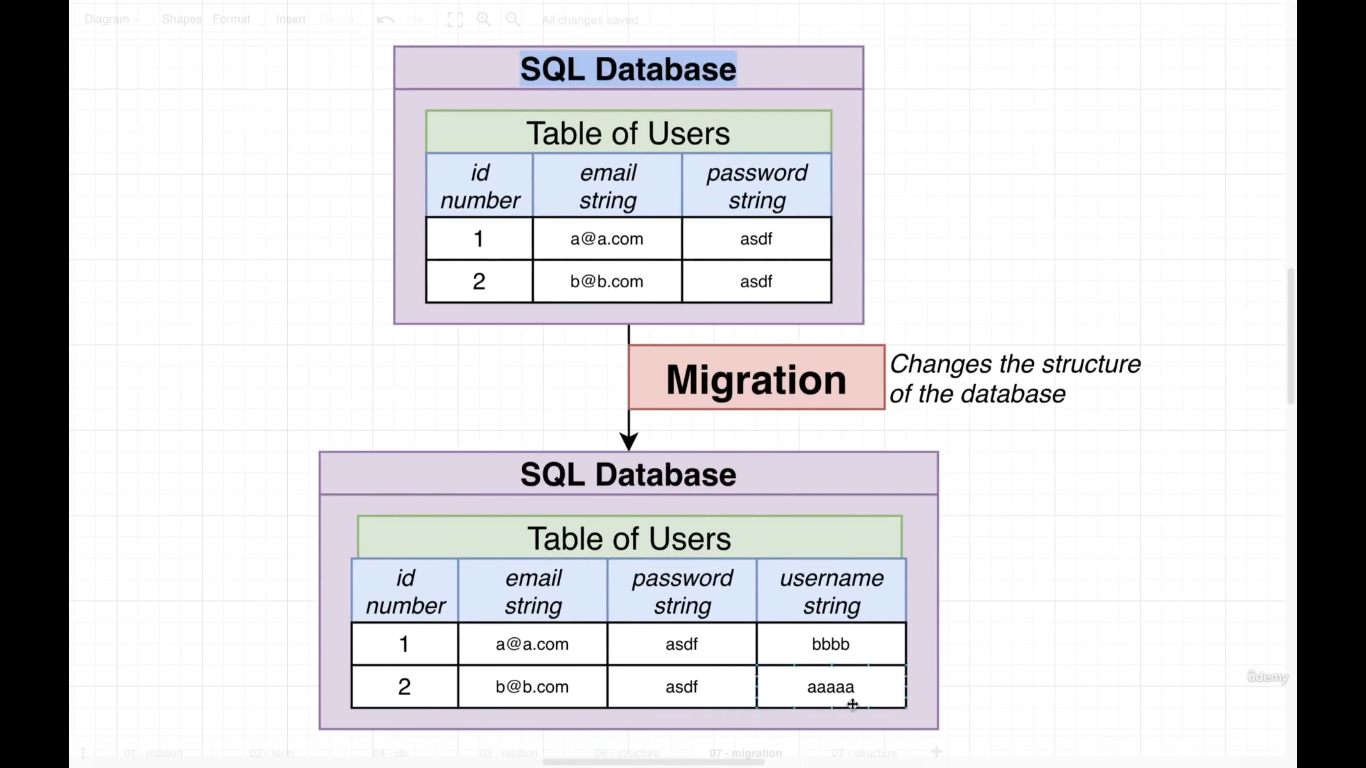 Diagram Shapes Format Insert Delete All changes saved
SQL Database
Table of Users
id number email string password string
1 a@a.com asdf
2 b@b.com asdf
Migration
Changes the structure
of the database
SQL Database
Table of Users
id number email string password string username string
1 a@a.com asdf bbbb
2 b@b.com asdf aaaaa
ûdemy
01 - relation 02 - term 04 - db 03 - relation 06 - structure 07 - migration 07 - structure